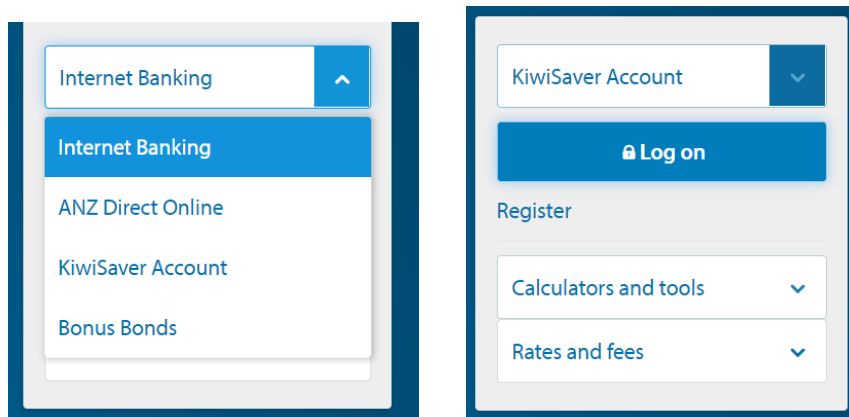 Internet Banking
Internet Banking
ANZ Direct Online
KiwiSaver Account
Bonus Bonds
KiwiSaver Account
Log on
Register
Calculators and tools
Rates and fees